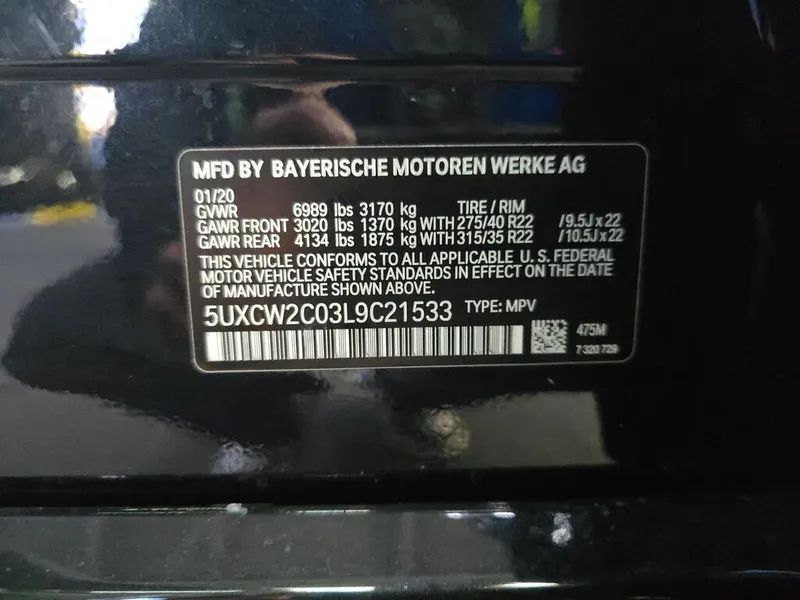 MFD BY BAYERISCHE MOTOREN WERKE AG
01/20
GVWR 6989 lbs 3170 kg TIRE / RIM
GAWR FRONT 3020 lbs 1370 kg WITH 275/40 R22 /9.5J x 22
GAWR REAR 4134 lbs 1875 kg WITH 315/35 R22 /10.5J x 22
THIS VEHICLE CONFORMS TO ALL APPLICABLE U. S. FEDERAL
MOTOR VEHICLE SAFETY STANDARDS IN EFFECT ON THE DATE
OF MANUFACTURE SHOWN ABOVE.
5UXCW2C03L9C21533 TYPE: MPV
475M
7 320 729